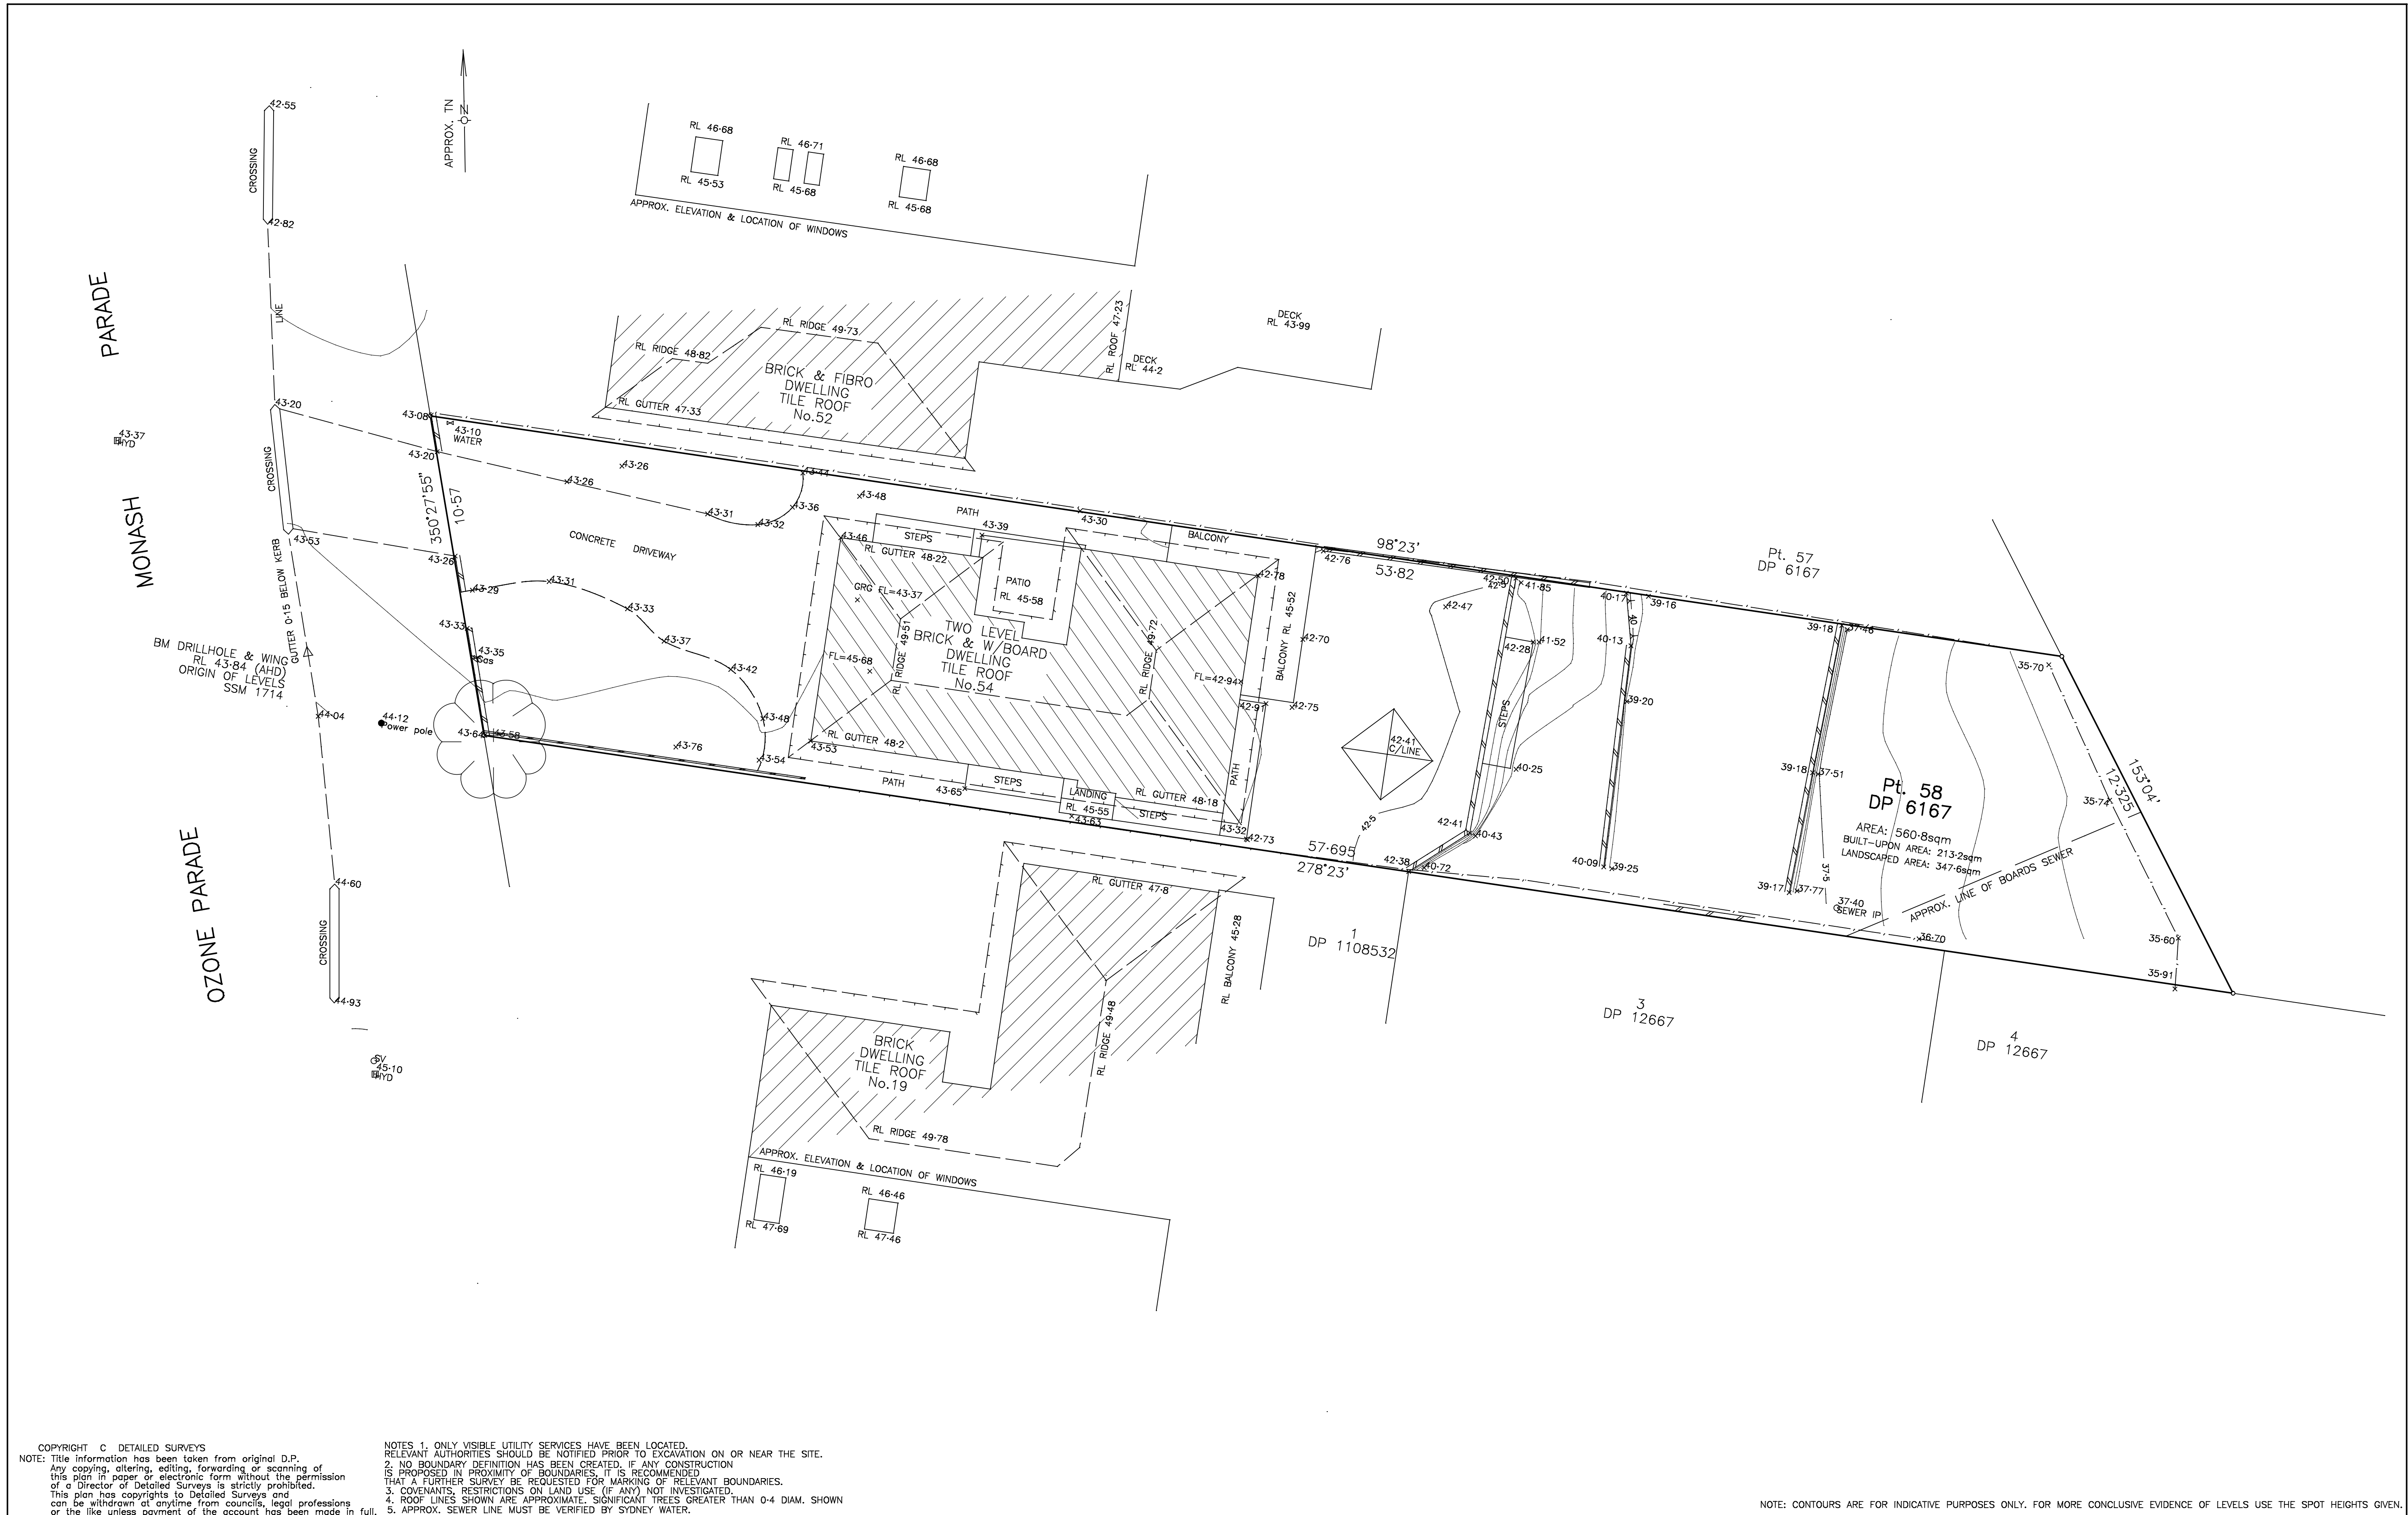 42·55
CROSSING
42·82
APPROX. TN
N
RL 46·68
RL 45·53
RL 46·71
RL 45·68
RL 46·68
RL 45·68
APPROX. ELEVATION & LOCATION OF WINDOWS
MONASH PARADE
LINE
43·20
43·37
HYD
CROSSING
43·53
GUTTER 0·15 BELOW KERB
BM DRILLHOLE & WING
RL 43·84 (AHD)
ORIGIN OF LEVELS
SSM 1714
44·04
44·12
Power pole
OZONE PARADE
44·60
CROSSING
44·93
SV
45·10
HYD
RL RIDGE 49·73
RL RIDGE 48·82
BRICK & FIBRO
DWELLING
TILE ROOF
No.52
RL GUTTER 47·33
RL ROOF 47·23
DECK
RL 44·2
DECK
RL 43·99
43·08
43·10
WATER
43·20
350°27'55"
10·57
43·26
43·29
43·33
43·35
Gas
43·64
43·58
43·26
43·26
43·31
43·32
43·36
43·44
43·48
CONCRETE DRIVEWAY
43·31
43·33
43·37
43·42
43·48
43·54
43·76
PATH
43·39
43·30
BALCONY
STEPS
43·46
RL GUTTER 48·22
GRG FL=43·37
PATIO
RL 45·58
TWO LEVEL
BRICK & W/BOARD
DWELLING
TILE ROOF
No.54
RL RIDGE 49·51
FL=45·68
RL RIDGE 49·72
FL=42·94
42·78
BALCONY RL 45·52
42·76
42·70
42·75
42·91
RL GUTTER 48·2
43·53
PATH
STEPS
43·65
LANDING
RL 45·55
43·63
STEPS
RL GUTTER 48·18
PATH
43·32
42·73
98°23'
53·82
42·50
42·5
41·85
42·47
42·28
41·52
STEPS
42·41
C/LINE
40·25
42·41
40·43
42·5
57·695
278°23'
42·38
40·72
40·17
39·16
40
40·13
39·20
40·09
39·25
Pt. 57
DP 6167
39·18
37·46
39·18
37·51
39·17
37·77
37·5
37·40
SEWER IP
36·70
35·70
35·74
35·60
35·91
12·325
153°04'
Pt. 58
DP 6167
AREA: 560·8sqm
BUILT-UPON AREA: 213·2sqm
LANDSCAPED AREA: 347·6sqm
APPROX. LINE OF BOARDS SEWER
1
DP 1108532
3
DP 12667
4
DP 12667
RL GUTTER 47·8
RL BALCONY 45·28
RL RIDGE 49·48
BRICK
DWELLING
TILE ROOF
No.19
RL RIDGE 49·78
APPROX. ELEVATION & LOCATION OF WINDOWS
RL 46·19
RL 47·69
RL 46·46
RL 47·46
COPYRIGHT C DETAILED SURVEYS
NOTE: Title information has been taken from original D.P.
Any copying, altering, editing, forwarding or scanning of
this plan in paper or electronic form without the permission
of a Director of Detailed Surveys is strictly prohibited.
This plan has copyrights to Detailed Surveys and
can be withdrawn at anytime from councils, legal professions
or the like unless payment of the account has been made in full.
NOTES 1. ONLY VISIBLE UTILITY SERVICES HAVE BEEN LOCATED.
RELEVANT AUTHORITIES SHOULD BE NOTIFIED PRIOR TO EXCAVATION ON OR NEAR THE SITE.
2. NO BOUNDARY DEFINITION HAS BEEN CREATED. IF ANY CONSTRUCTION
IS PROPOSED IN PROXIMITY OF BOUNDARIES, IT IS RECOMMENDED
THAT A FURTHER SURVEY BE REQUESTED FOR MARKING OF RELEVANT BOUNDARIES.
3. COVENANTS, RESTRICTIONS ON LAND USE (IF ANY) NOT INVESTIGATED.
4. ROOF LINES SHOWN ARE APPROXIMATE. SIGNIFICANT TREES GREATER THAN 0·4 DIAM. SHOWN
5. APPROX. SEWER LINE MUST BE VERIFIED BY SYDNEY WATER.
NOTE: CONTOURS ARE FOR INDICATIVE PURPOSES ONLY. FOR MORE CONCLUSIVE EVIDENCE OF LEVELS USE THE SPOT HEIGHTS GIVEN.